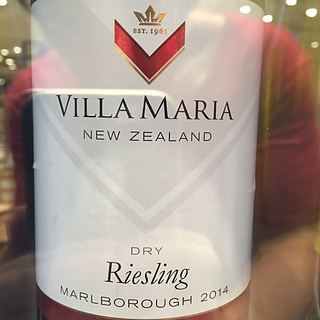 EST. 1961
VILLA MARIA
NEW ZEALAND
DRY
Riesling
MARLBOROUGH 2014